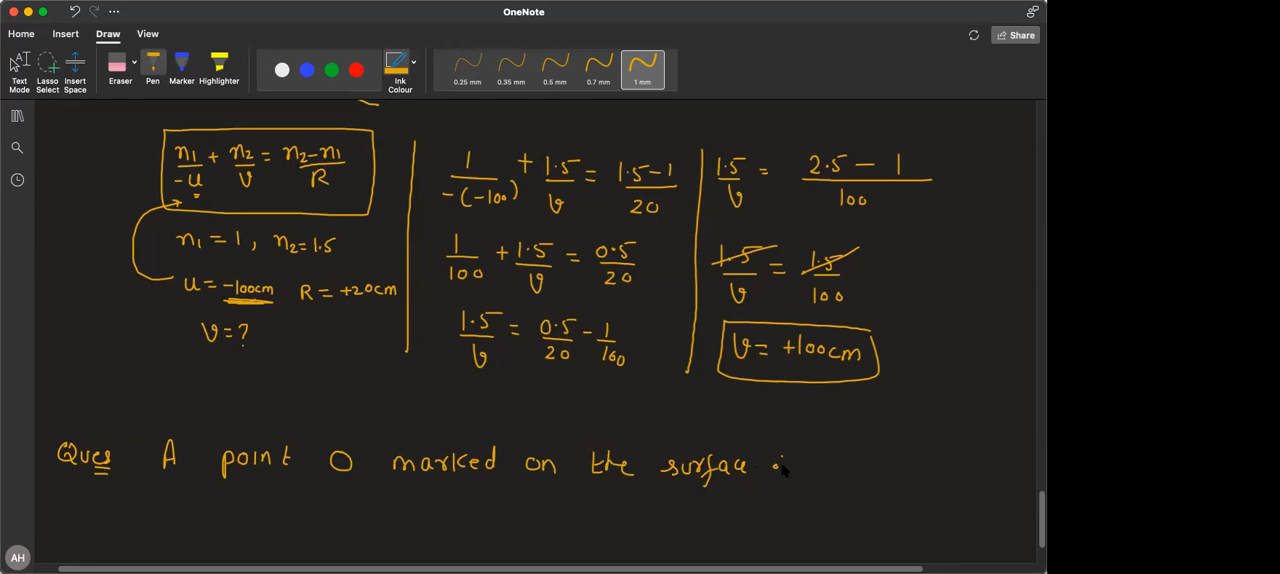 OneNote
Home Insert Draw View
Share
Text Mode
Lasso Select
Insert Space
Eraser
Pen
Marker
Highlighter
Ink Colour
0.25 mm
0.35 mm
0.5 mm
0.7 mm
1 mm
n₁/-u + n₂/v = n₂-n₁/R
n₁ = 1, n₂ = 1.5
u = -100cm R = +20cm
v = ?
1/-(-100) + 1.5/v = 1.5-1/20
1/100 + 1.5/v = 0.5/20
1.5/v = 0.5/20 - 1/100
1.5/v = 2.5 - 1/100
1.5/v = 1.5/100
v = +100cm
Ques A point O marked on the surface
AH